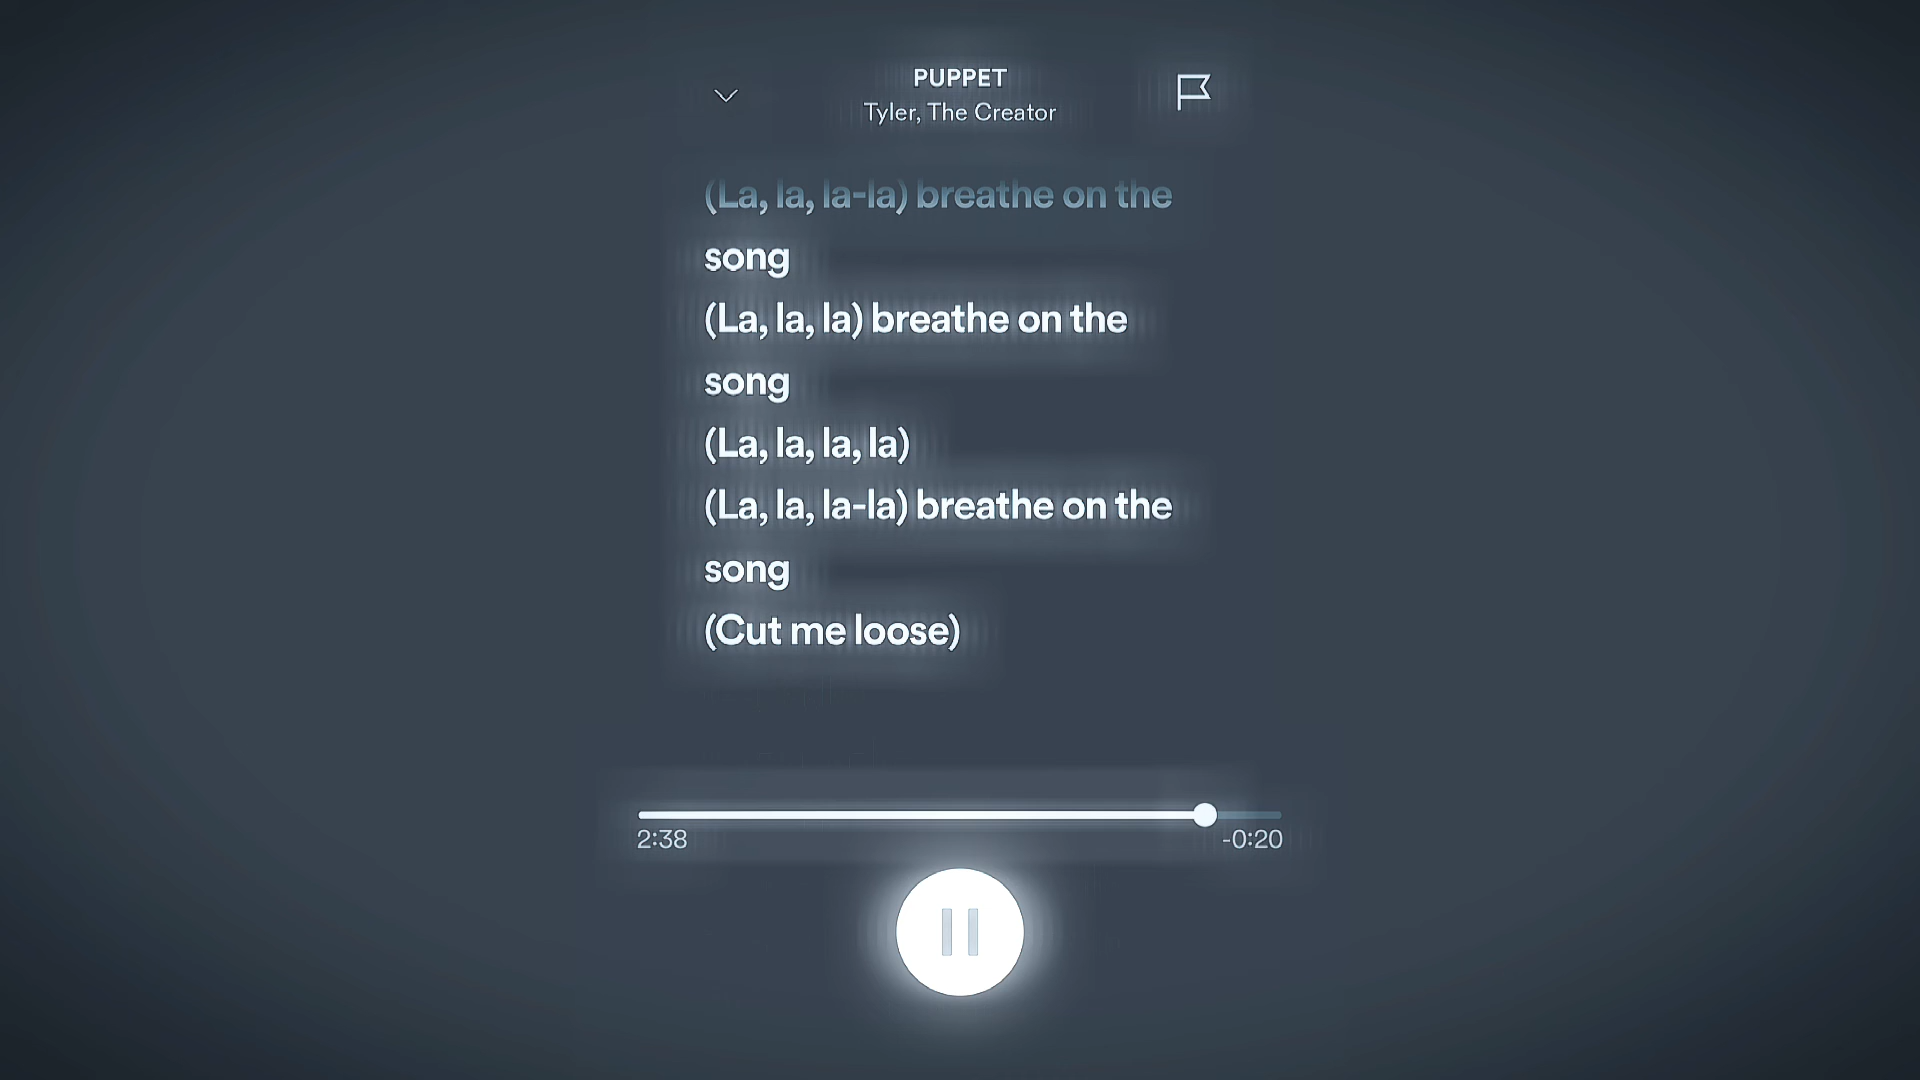 PUPPET
Tyler, The Creator
(La, la, la-la) breathe on the
song
(La, la, la) breathe on the
song
(La, la, la, la)
(La, la, la-la) breathe on the
song
(Cut me loose)
2:38
-0:20